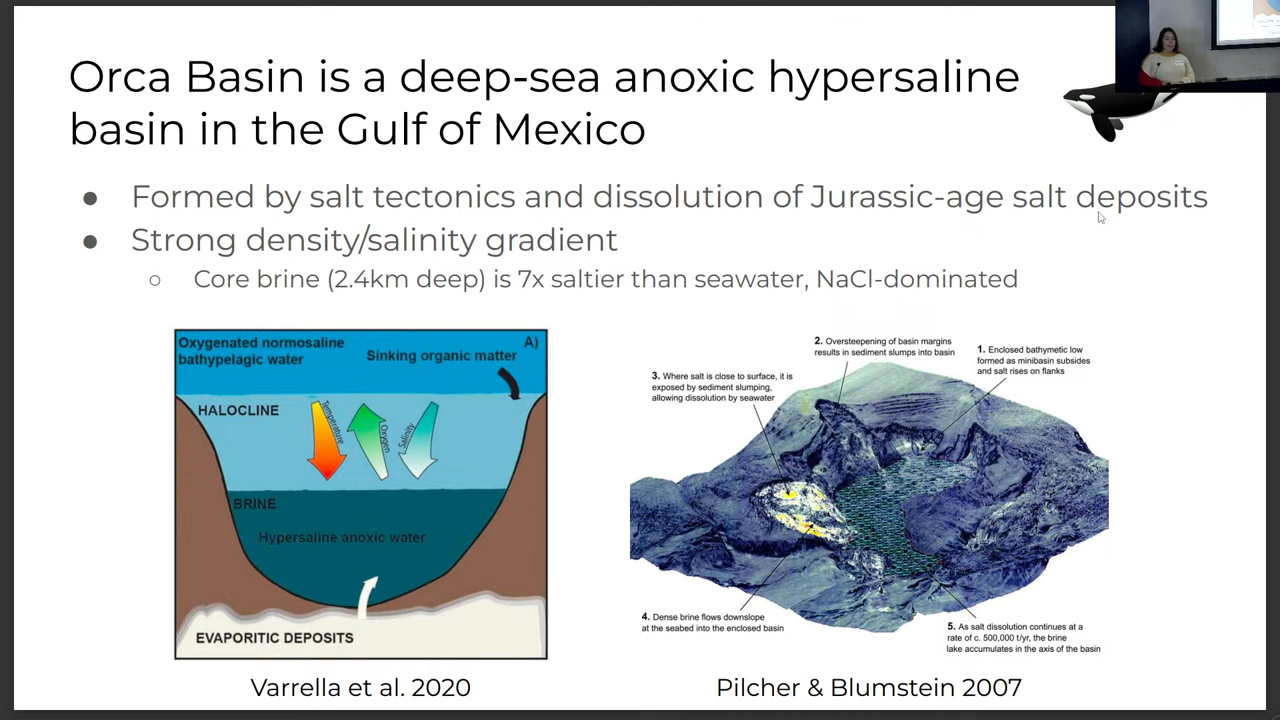 Orca Basin is a deep-sea anoxic hypersaline
basin in the Gulf of Mexico
● Formed by salt tectonics and dissolution of Jurassic-age salt deposits
● Strong density/salinity gradient
○ Core brine (2.4km deep) is 7x saltier than seawater, NaCl-dominated
Oxygenated normosaline
bathypelagic water
Sinking organic matter
A)
HALOCLINE
Temperature
Oxygen
Salinity
BRINE
Hypersaline anoxic water
EVAPORITIC DEPOSITS
Varrella et al. 2020
2. Oversteepening of basin margins
results in sediment slumps into basin
1. Enclosed bathymetic low
formed as minibasin subsides
and salt rises on flanks
3. Where salt is close to surface, it is
exposed by sediment slumping,
allowing dissolution by seawater
4. Dense brine flows downslope
at the seabed into the enclosed basin
5. As salt dissolution continues at a
rate of c. 500,000 t/yr, the brine
lake accumulates in the axis of the basin
Pilcher & Blumstein 2007